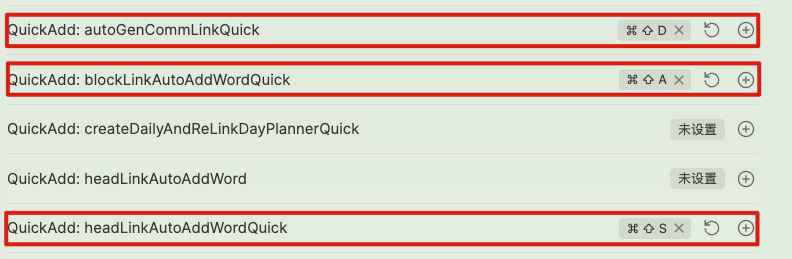 QuickAdd: autoGenCommLinkQuick ⌘ ⇧ D
QuickAdd: blockLinkAutoAddWordQuick ⌘ ⇧ A
QuickAdd: createDailyAndReLinkDayPlannerQuick 未设置
QuickAdd: headLinkAutoAddWord 未设置
QuickAdd: headLinkAutoAddWordQuick ⌘ ⇧ S